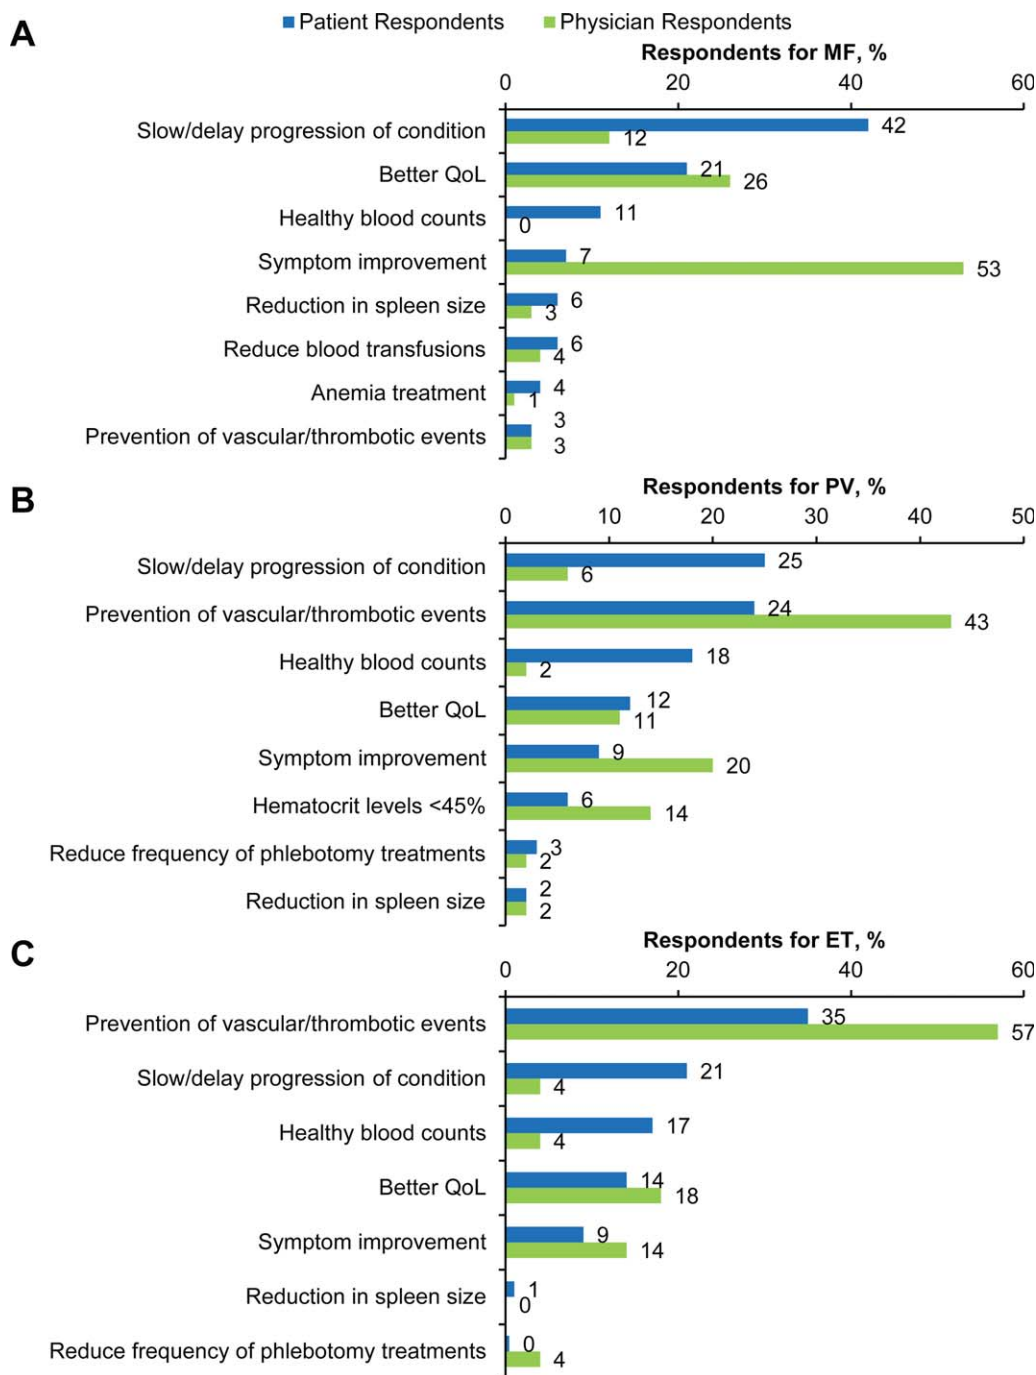 Patient Respondents Physician Respondents
A
Respondents for MF, %
0 20 40 60
Slow/delay progression of condition 42
12
Better QoL 21
26
Healthy blood counts 11
0
Symptom improvement 7
53
Reduction in spleen size 6
3
Reduce blood transfusions 6
4
Anemia treatment 4
1
Prevention of vascular/thrombotic events 3
3
B
Respondents for PV, %
0 10 20 30 40 50
Slow/delay progression of condition 25
6
Prevention of vascular/thrombotic events 24
43
Healthy blood counts 18
2
Better QoL 12
11
Symptom improvement 9
20
Hematocrit levels <45% 6
14
Reduce frequency of phlebotomy treatments 3
2
Reduction in spleen size 2
2
C
Respondents for ET, %
0 20 40 60
Prevention of vascular/thrombotic events 35
57
Slow/delay progression of condition 21
4
Healthy blood counts 17
4
Better QoL 14
18
Symptom improvement 9
14
Reduction in spleen size 1
0
Reduce frequency of phlebotomy treatments 0
4